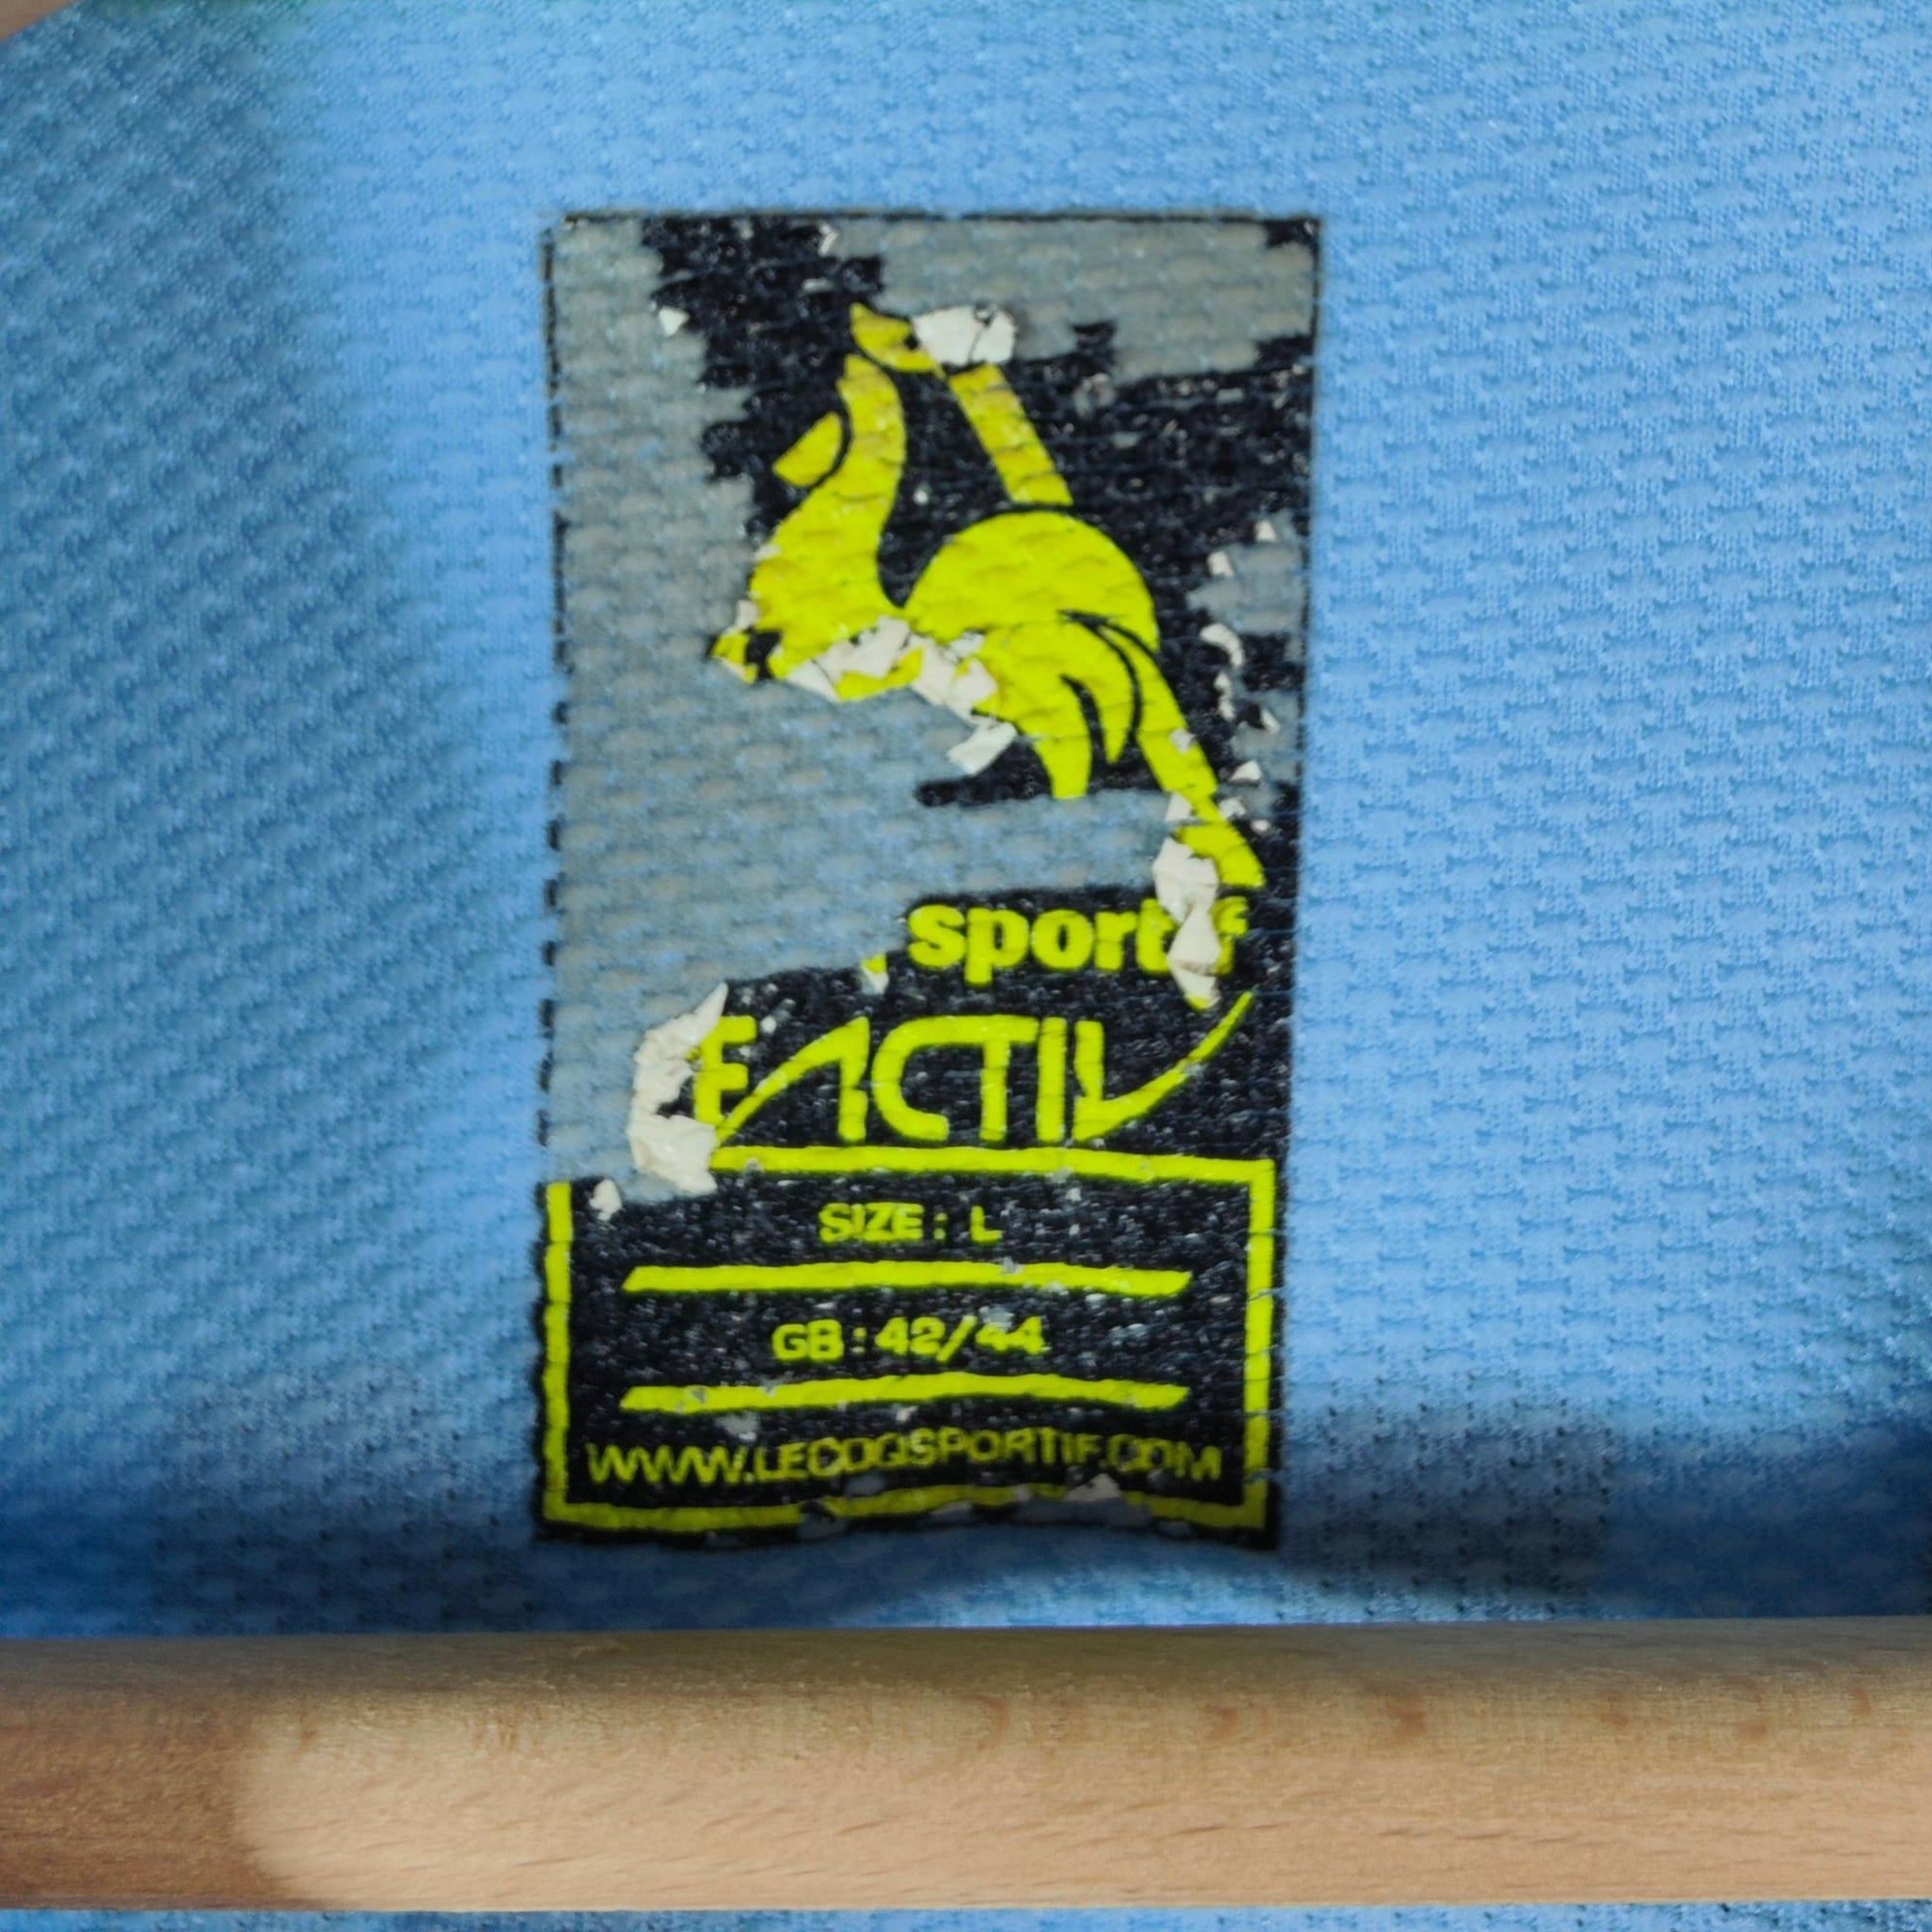 sportif
EACTIV
SIZE: L
GB: 42/44
WWW.LECOQSPORTIF.COM